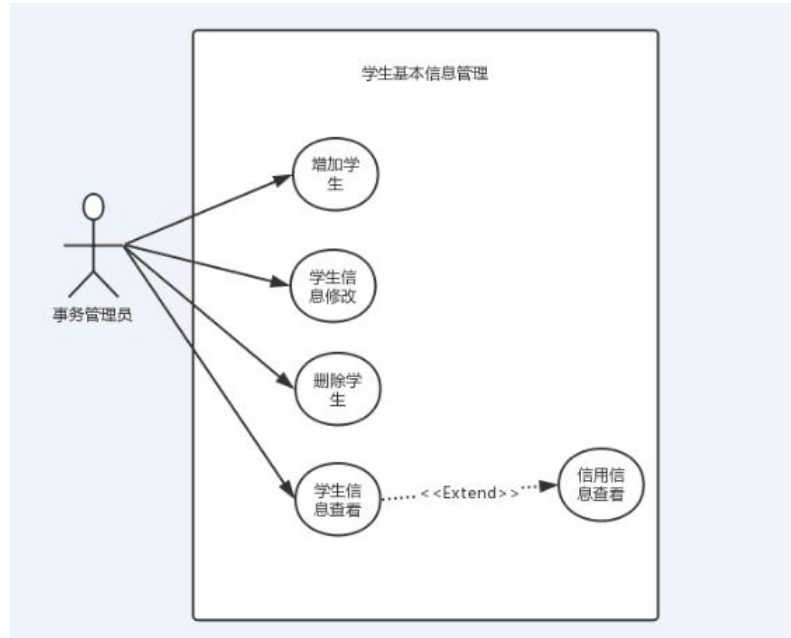 学生基本信息管理
增加学
生
学生信
息修改
事务管理员
删除学
生
学生信
息查看
<<Extend>>
信用信
息查看